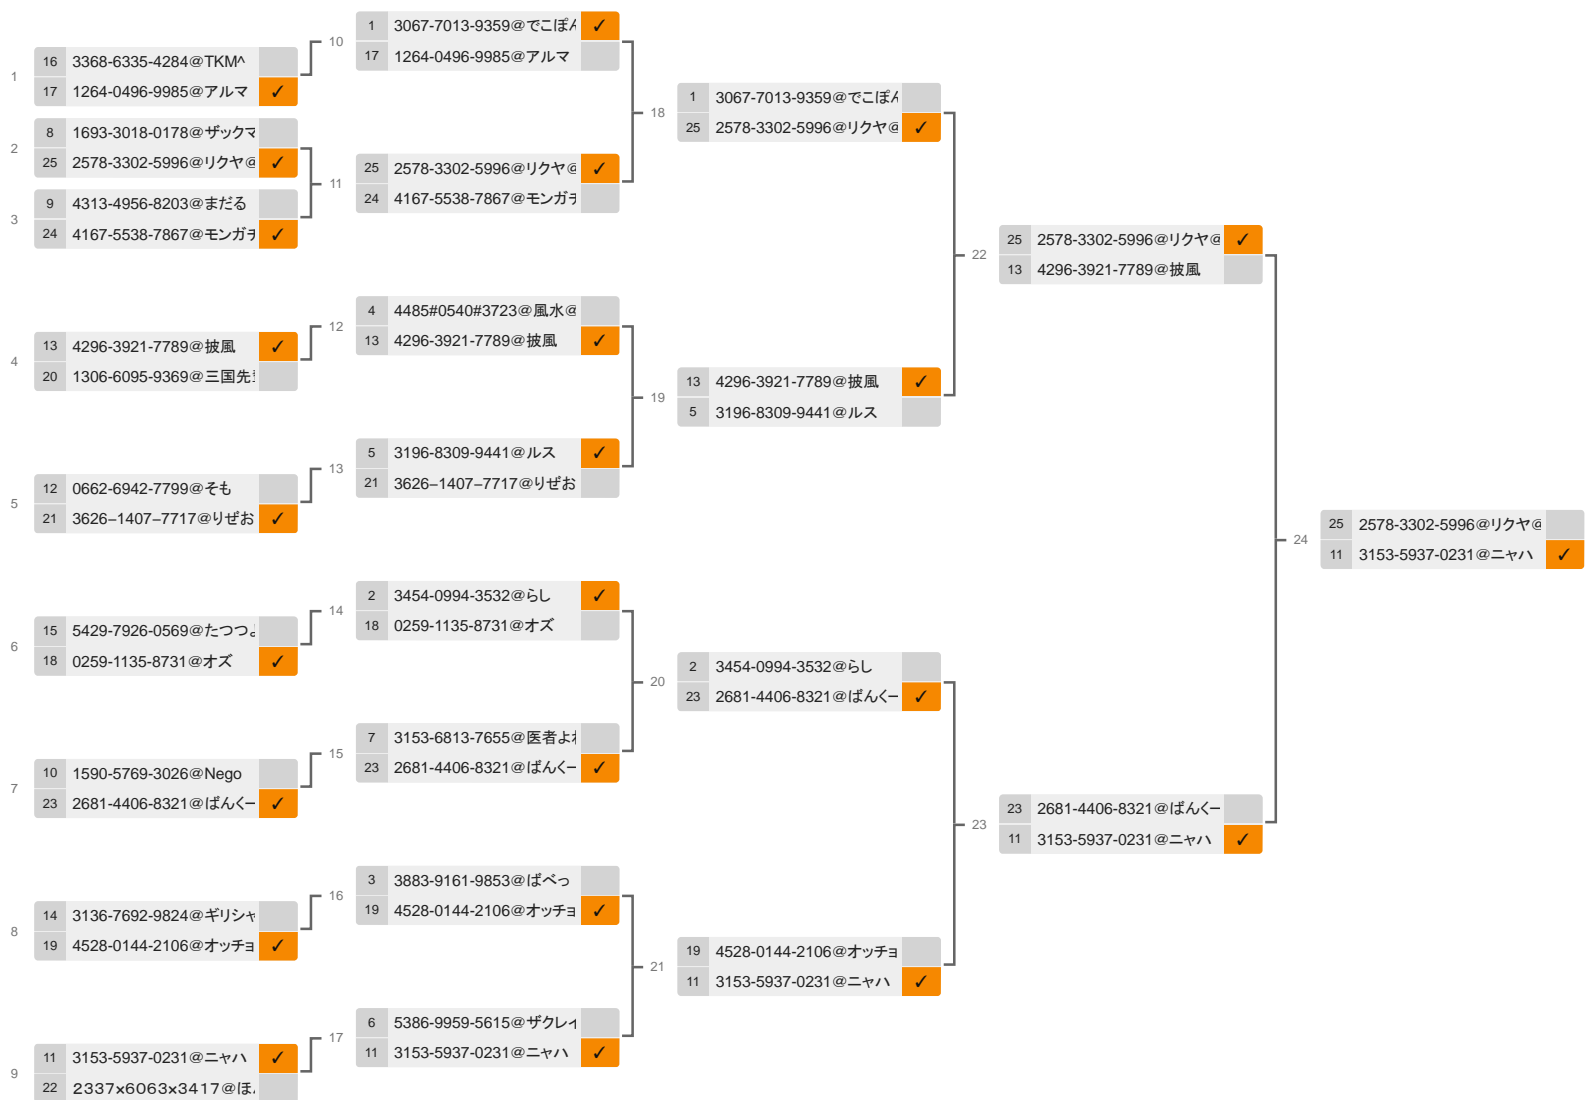 1
16 3368-6335-4284@TKM^
17 1264-0496-9985@アルマ ✓
2
8 1693-3018-0178@ザックマ
25 2578-3302-5996@リクヤ@ ✓
3
9 4313-4956-8203@まだる
24 4167-5538-7867@モンガチ ✓
4
13 4296-3921-7789@披風 ✓
20 1306-6095-9369@三国先
5
12 0662-6942-7799@そも
21 3626–1407–7717@りぜお ✓
6
15 5429-7926-0569@たつつよ
18 0259-1135-8731@オズ ✓
7
10 1590-5769-3026@Nego
23 2681-4406-8321@ぱんくー ✓
8
14 3136-7692-9824@ギリシャ
19 4528-0144-2106@オッチョ ✓
9
11 3153-5937-0231@ニャハ ✓
22 2337×6063×3417@ほ
10
1 3067-7013-9359@でこぽん ✓
17 1264-0496-9985@アルマ
11
25 2578-3302-5996@リクヤ@ ✓
24 4167-5538-7867@モンガチ
12
4 4485#0540#3723@風水@
13 4296-3921-7789@披風 ✓
13
5 3196-8309-9441@ルス ✓
21 3626–1407–7717@りぜお
14
2 3454-0994-3532@らし ✓
18 0259-1135-8731@オズ
15
7 3153-6813-7655@医者よ
23 2681-4406-8321@ぱんくー ✓
16
3 3883-9161-9853@ぱべっ
19 4528-0144-2106@オッチョ ✓
17
6 5386-9959-5615@ザクレイ
11 3153-5937-0231@ニャハ ✓
18
1 3067-7013-9359@でこぽん
25 2578-3302-5996@リクヤ@ ✓
19
13 4296-3921-7789@披風 ✓
5 3196-8309-9441@ルス
20
2 3454-0994-3532@らし
23 2681-4406-8321@ぱんくー ✓
21
19 4528-0144-2106@オッチョ
11 3153-5937-0231@ニャハ ✓
22
25 2578-3302-5996@リクヤ@ ✓
13 4296-3921-7789@披風
23
23 2681-4406-8321@ぱんくー
11 3153-5937-0231@ニャハ ✓
24
25 2578-3302-5996@リクヤ@
11 3153-5937-0231@ニャハ ✓